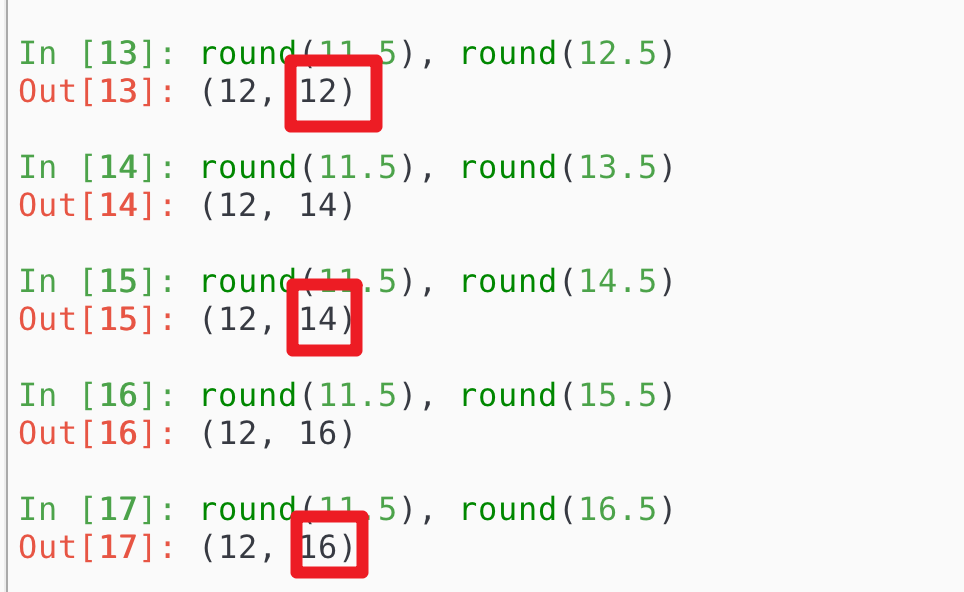 In [13]: round(11.5), round(12.5)
Out[13]: (12, 12)
In [14]: round(11.5), round(13.5)
Out[14]: (12, 14)
In [15]: round(11.5), round(14.5)
Out[15]: (12, 14)
In [16]: round(11.5), round(15.5)
Out[16]: (12, 16)
In [17]: round(11.5), round(16.5)
Out[17]: (12, 16)